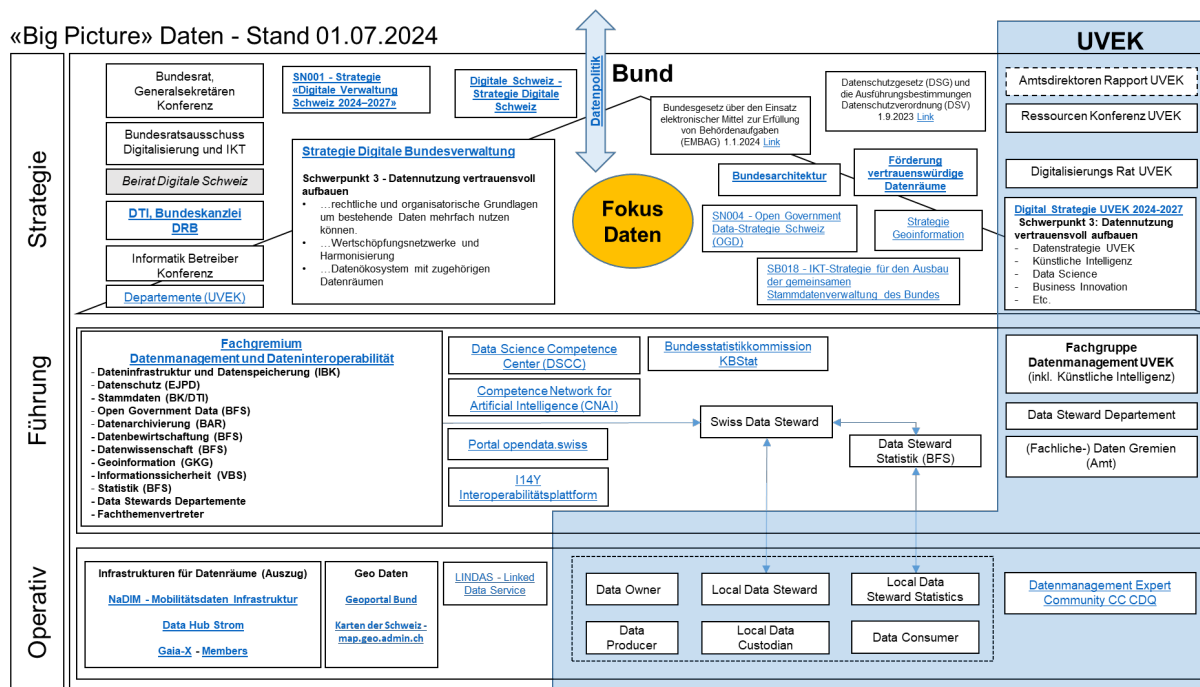 «Big Picture» Daten - Stand 01.07.2024
UVEK
Strategie
Bundesrat,
Generalsekretären
Konferenz
Bundesratsausschuss
Digitalisierung und IKT
Beirat Digitale Schweiz
DTI, Bundeskanzlei
DRB
Informatik Betreiber
Konferenz
Departemente (UVEK)
SN001 - Strategie
«Digitale Verwaltung
Schweiz 2024–2027»
Digitale Schweiz -
Strategie Digitale
Schweiz
Strategie Digitale Bundesverwaltung
Schwerpunkt 3 - Datennutzung vertrauensvoll
aufbauen
• …rechtliche und organisatorische Grundlagen
um bestehende Daten mehrfach nutzen
können.
• …Wertschöpfungsnetzwerke und
Harmonisierung
• …Datenökosystem mit zugehörigen
Datenräumen
Datenpolitik
Bund
Fokus
Daten
Bundesgesetz über den Einsatz
elektronischer Mittel zur Erfüllung
von Behördenaufgaben
(EMBAG) 1.1.2024 Link
Datenschutzgesetz (DSG) und
die Ausführungsbestimmungen
Datenschutzverordnung (DSV)
1.9.2023 Link
Bundesarchitektur
Förderung
vertrauenswürdige
Datenräume
SN004 - Open Government
Data-Strategie Schweiz
(OGD)
Strategie
Geoinformation
SB018 - IKT-Strategie für den Ausbau
der gemeinsamen
Stammdatenverwaltung des Bundes
Amtsdirektoren Rapport UVEK
Ressourcen Konferenz UVEK
Digitalisierungs Rat UVEK
Digital Strategie UVEK 2024-2027
Schwerpunkt 3: Datennutzung
vertrauensvoll aufbauen
- Datenstrategie UVEK
- Künstliche Intelligenz
- Data Science
- Business Innovation
- Etc.
Führung
Fachgremium
Datenmanagement und Dateninteroperabilität
- Dateninfrastruktur und Datenspeicherung (IBK)
- Datenschutz (EJPD)
- Stammdaten (BK/DTI)
- Open Government Data (BFS)
- Datenarchivierung (BAR)
- Datenbewirtschaftung (BFS)
- Datenwissenschaft (BFS)
- Geoinformation (GKG)
- Informationssicherheit (VBS)
- Statistik (BFS)
- Data Stewards Departemente
- Fachthemenvertreter
Data Science Competence
Center (DSCC)
Competence Network for
Artificial Intelligence (CNAI)
Portal opendata.swiss
I14Y
Interoperabilitätsplattform
Bundesstatistikkommission
KBStat
Swiss Data Steward
Data Steward
Statistik (BFS)
Fachgruppe
Datenmanagement UVEK
(inkl. Künstliche Intelligenz)
Data Steward Departement
(Fachliche-) Daten Gremien
(Amt)
Operativ
Infrastrukturen für Datenräume (Auszug)
NaDIM - Mobilitätsdaten Infrastruktur
Data Hub Strom
Gaia-X - Members
Geo Daten
Geoportal Bund
Karten der Schweiz -
map.geo.admin.ch
LINDAS - Linked
Data Service
Data Owner
Local Data Steward
Local Data
Steward Statistics
Data
Producer
Local Data
Custodian
Data Consumer
Datenmanagement Expert
Community CC CDQ